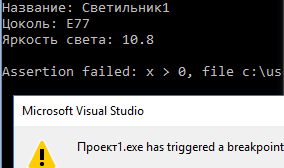 Название: Светильник1
Цоколь: E77
Яркость света: 10.8
Assertion failed: x > 0, file c:\us
Microsoft Visual Studio
Проект1.exe has triggered a breakpoint